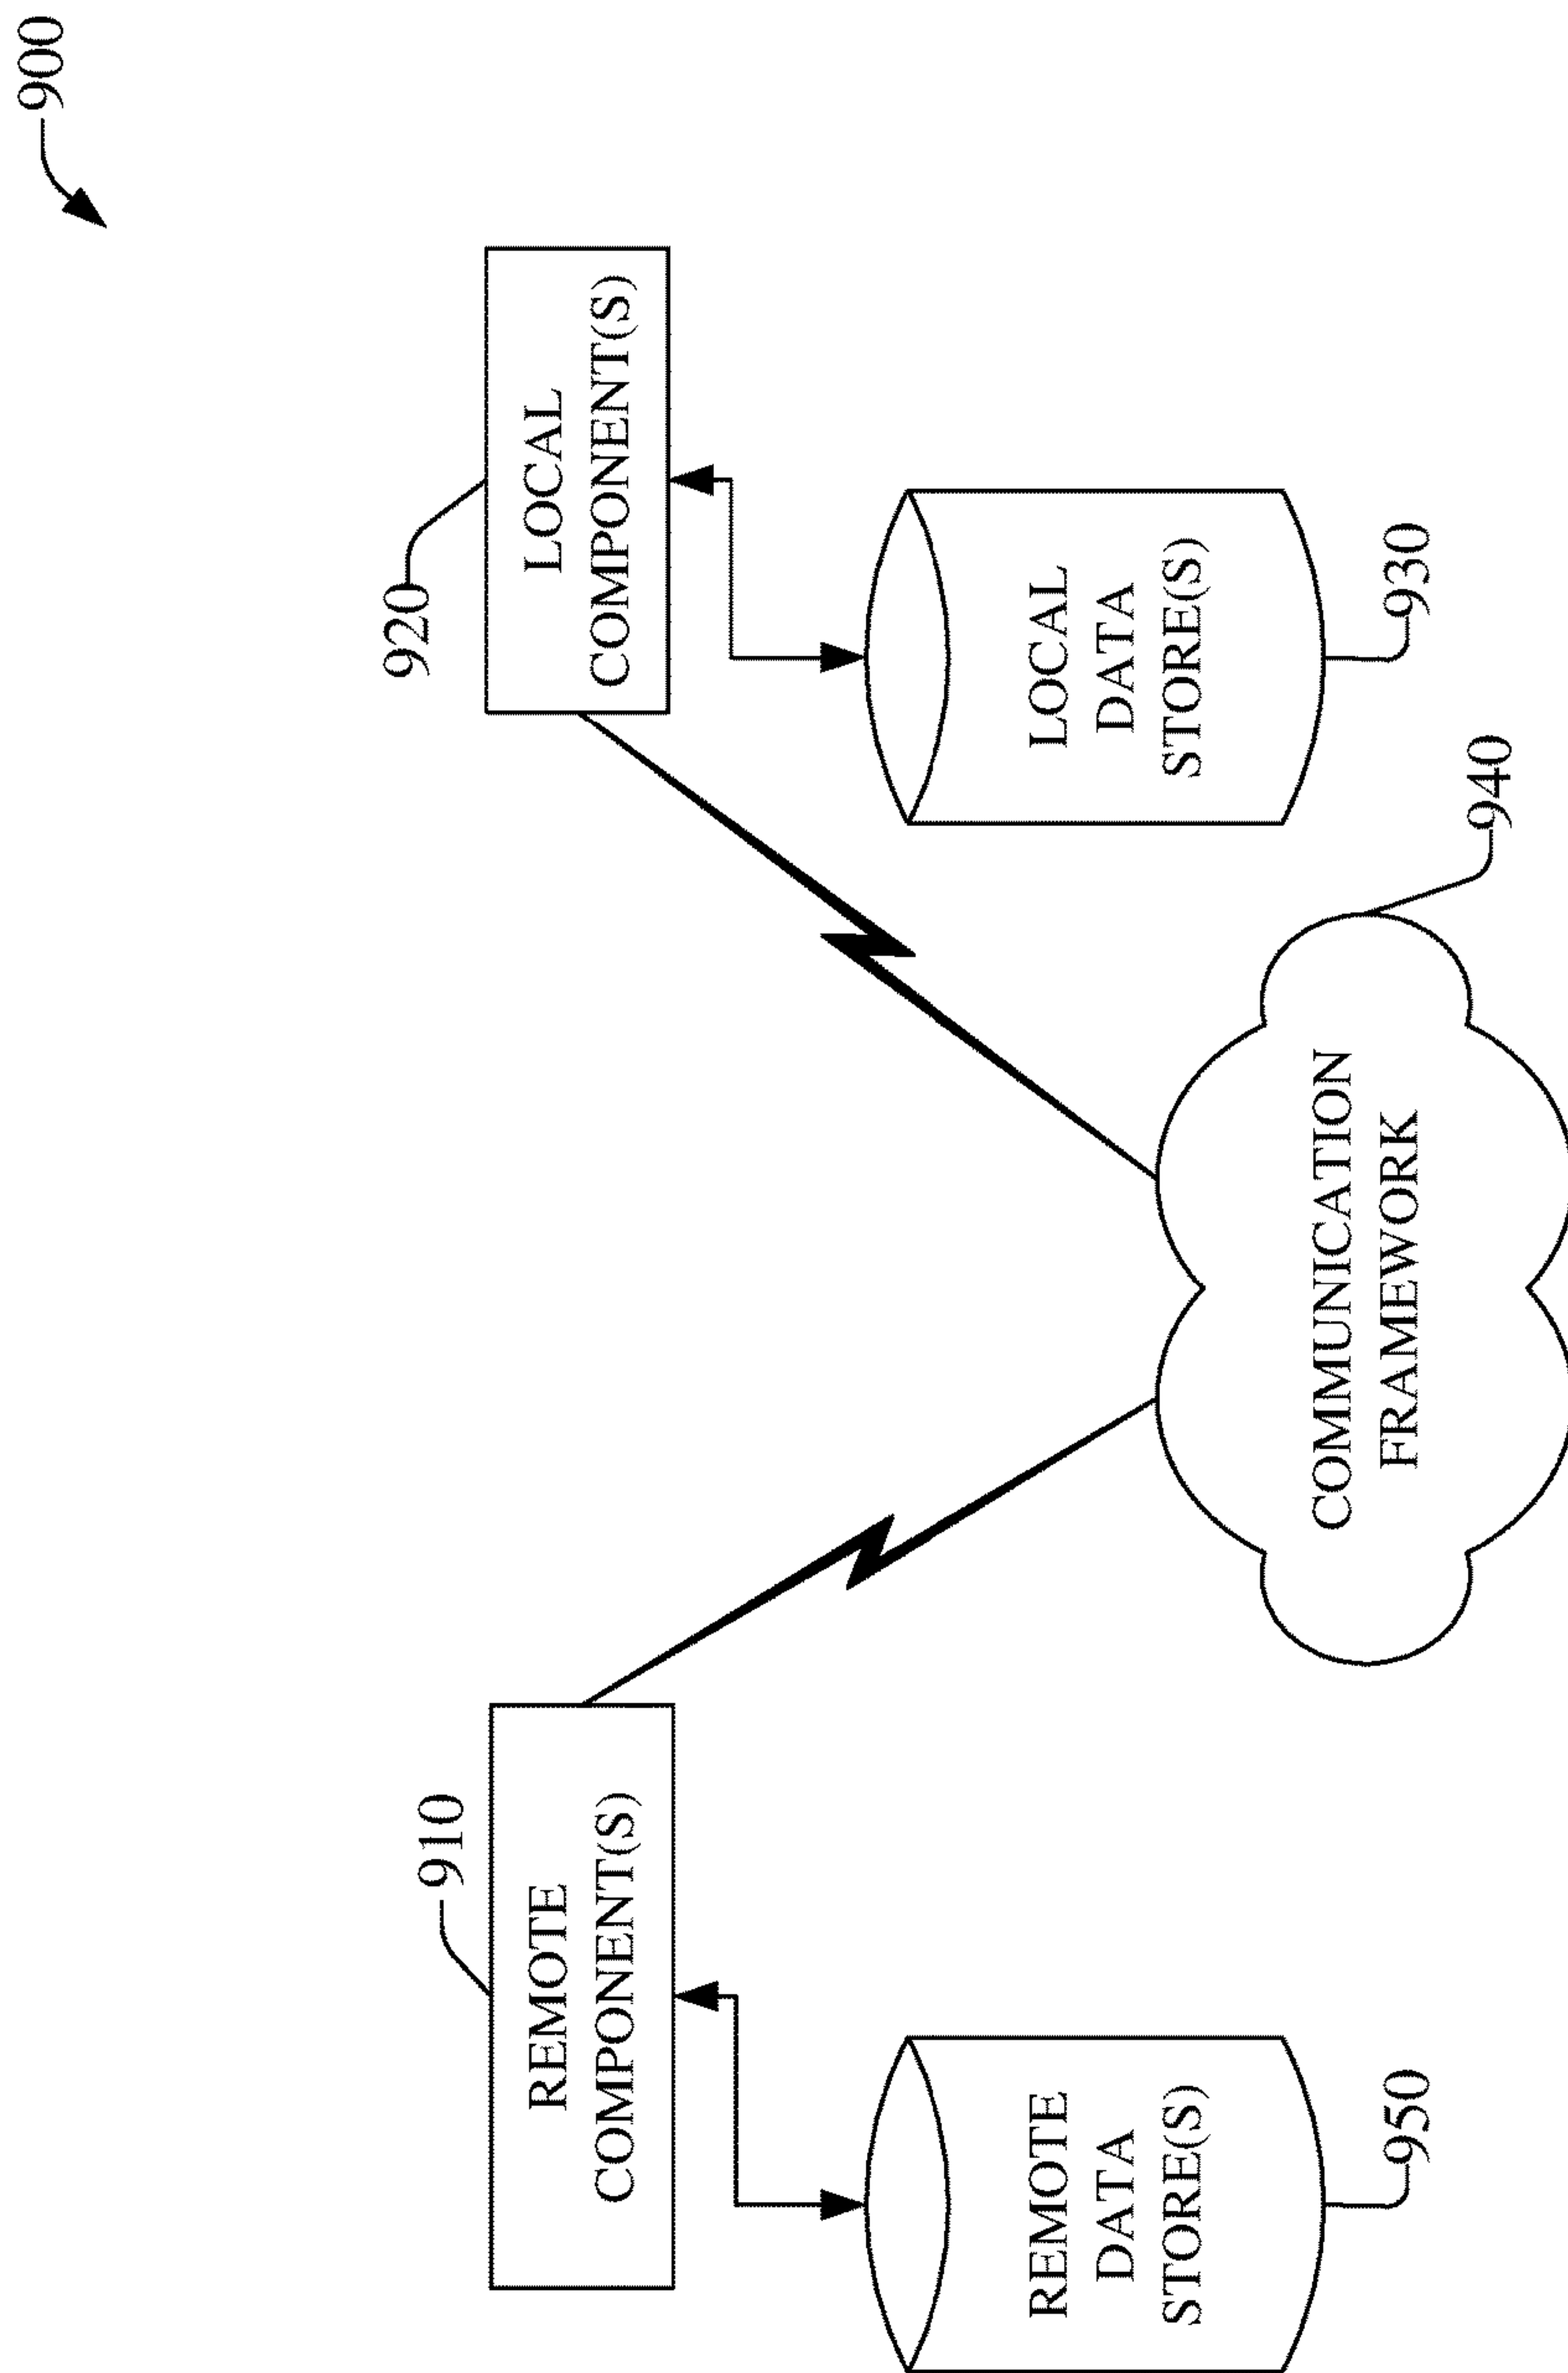 900
910
REMOTE
COMPONENT(S)
920
LOCAL
COMPONENT(S)
REMOTE
DATA
STORE(S)
950
LOCAL
DATA
STORE(S)
930
COMMUNICATION
FRAMEWORK
940